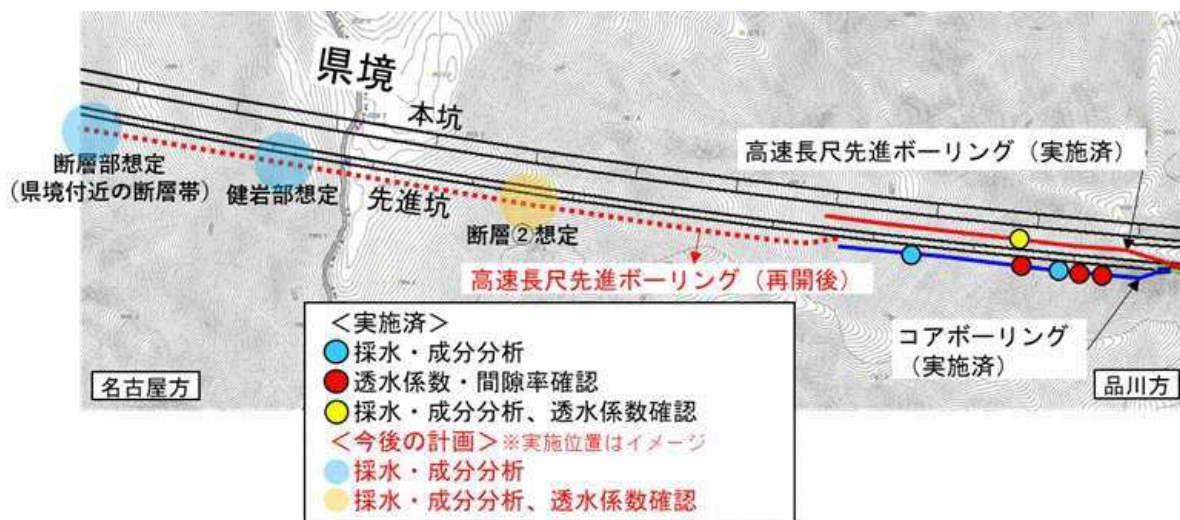 県境
本坑
高速長尺先進ボーリング（実施済）
断層部想定
（県境付近の断層帯）
健岩部想定
先進坑
断層②想定
高速長尺先進ボーリング（再開後）
コアボーリング
（実施済）
名古屋方
品川方
＜実施済＞
採水・成分分析
透水係数・間隙率確認
採水・成分分析、透水係数確認
＜今後の計画＞※実施位置はイメージ
採水・成分分析
採水・成分分析、透水係数確認